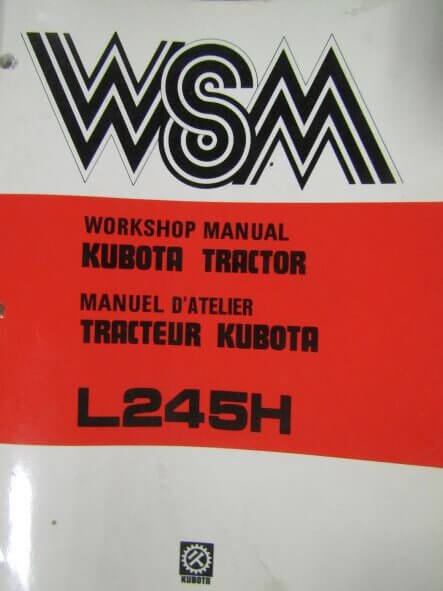 WSM
WORKSHOP MANUAL
KUBOTA TRACTOR
MANUEL D'ATELIER
TRACTEUR KUBOTA
L245H
KUBOTA